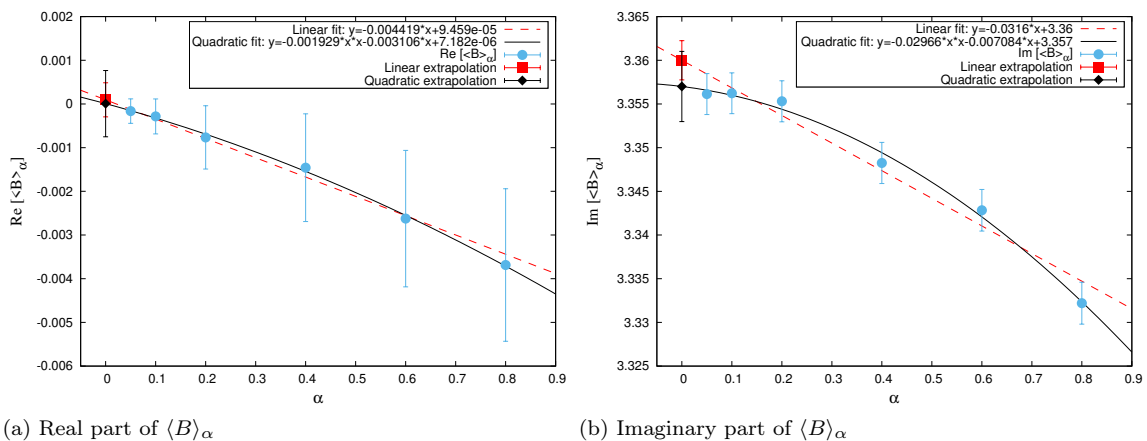 Linear fit: y=-0.004419*x+9.459e-05
Quadratic fit: y=-0.001929*x*x-0.003106*x+7.182e-06
Re [<B>α]
Linear extrapolation
Quadratic extrapolation
0.002
0.001
0
-0.001
-0.002
-0.003
-0.004
-0.005
-0.006
Re [<B>α]
0 0.1 0.2 0.3 0.4 0.5 0.6 0.7 0.8 0.9
α
(a) Real part of ⟨B⟩α
Linear fit: y=-0.0316*x+3.36
Quadratic fit: y=-0.02966*x*x-0.007084*x+3.357
Im [<B>α]
Linear extrapolation
Quadratic extrapolation
3.365
3.36
3.355
3.35
3.345
3.34
3.335
3.33
3.325
Im [<B>α]
0 0.1 0.2 0.3 0.4 0.5 0.6 0.7 0.8 0.9
α
(b) Imaginary part of ⟨B⟩α